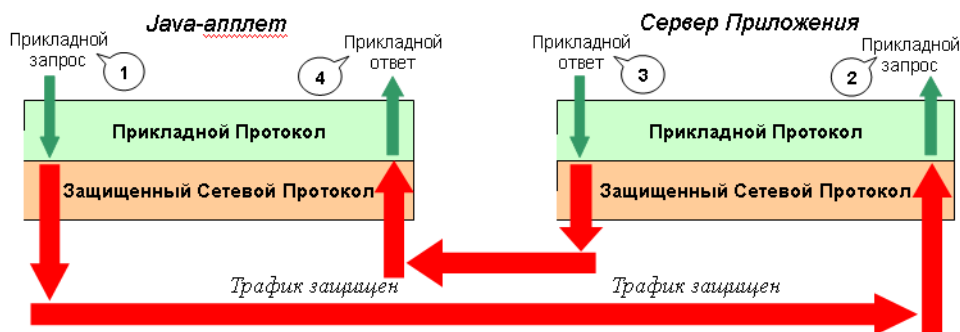 Java-апплет
Сервер Приложения
Прикладной
запрос
1
4
Прикладной
ответ
Прикладной
ответ
3
2
Прикладной
запрос
Прикладной Протокол
Прикладной Протокол
Защищенный Сетевой Протокол
Защищенный Сетевой Протокол
Трафик защищен
Трафик защищен